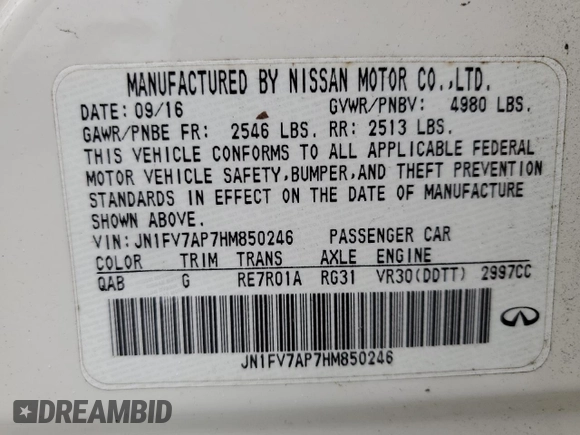 MANUFACTURED BY NISSAN MOTOR CO.,LTD.
DATE: 09/16 GVWR/PNBV: 4980 LBS.
GAWR/PNBE FR: 2546 LBS. RR: 2513 LBS.
THIS VEHICLE CONFORMS TO ALL APPLICABLE FEDERAL
MOTOR VEHICLE SAFETY,BUMPER,AND THEFT PREVENTION
STANDARDS IN EFFECT ON THE DATE OF MANUFACTURE
SHOWN ABOVE.
VIN:JN1FV7AP7HM850246 PASSENGER CAR
COLOR TRIM TRANS AXLE ENGINE
QAB G RE7R01A RG31 VR30(DDTT) 2997CC
JN1FV7AP7HM850246
DREAMBID